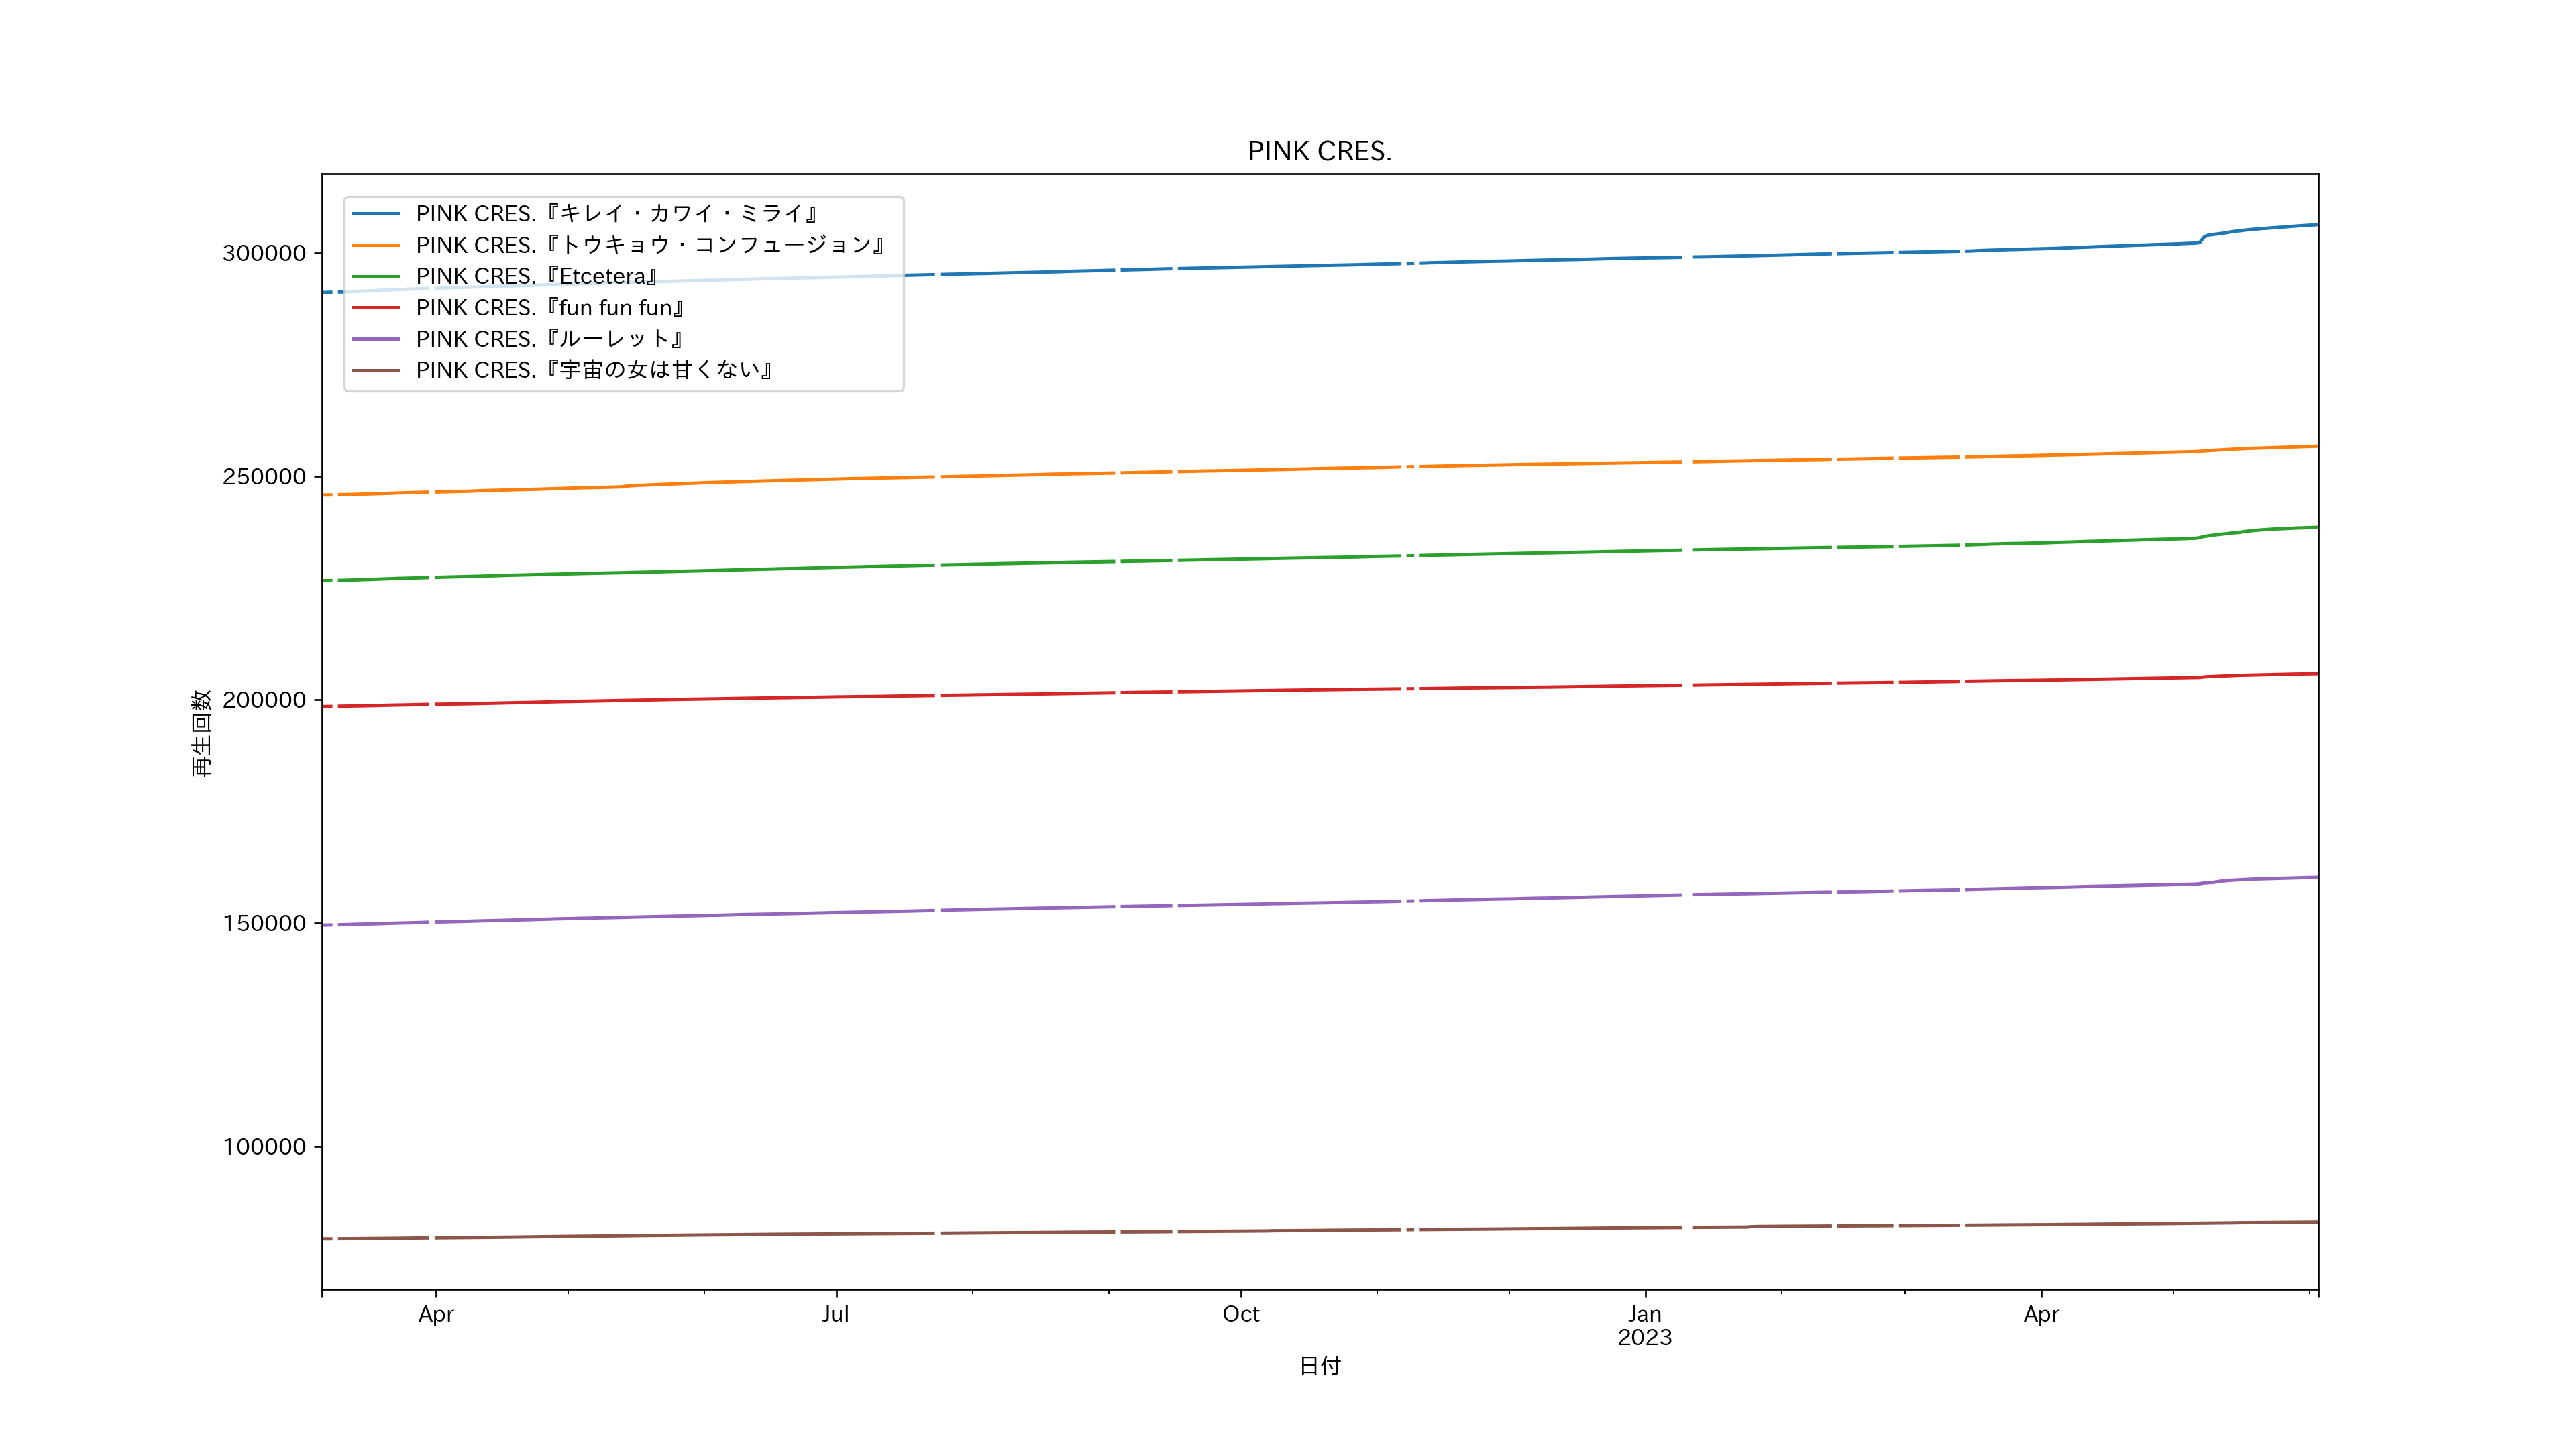 PINK CRES.
PINK CRES.『キレイ・カワイ・ミライ』
PINK CRES.『トウキョウ・コンフュージョン』
PINK CRES.『Etcetera』
PINK CRES.『fun fun fun』
PINK CRES.『ルーレット』
PINK CRES.『宇宙の女は甘くない』
300000
250000
200000
150000
100000
再生回数
Apr
Jul
Oct
Jan
2023
Apr
日付